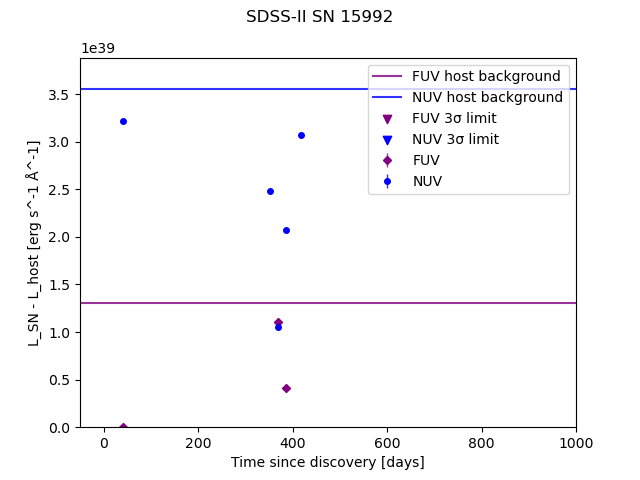 SDSS-II SN 15992
1e39
FUV host background
NUV host background
FUV 3σ limit
NUV 3σ limit
FUV
NUV
3.5
3.0
2.5
2.0
1.5
1.0
0.5
0.0
L_SN - L_host [erg s^-1 Å^-1]
0 200 400 600 800 1000
Time since discovery [days]